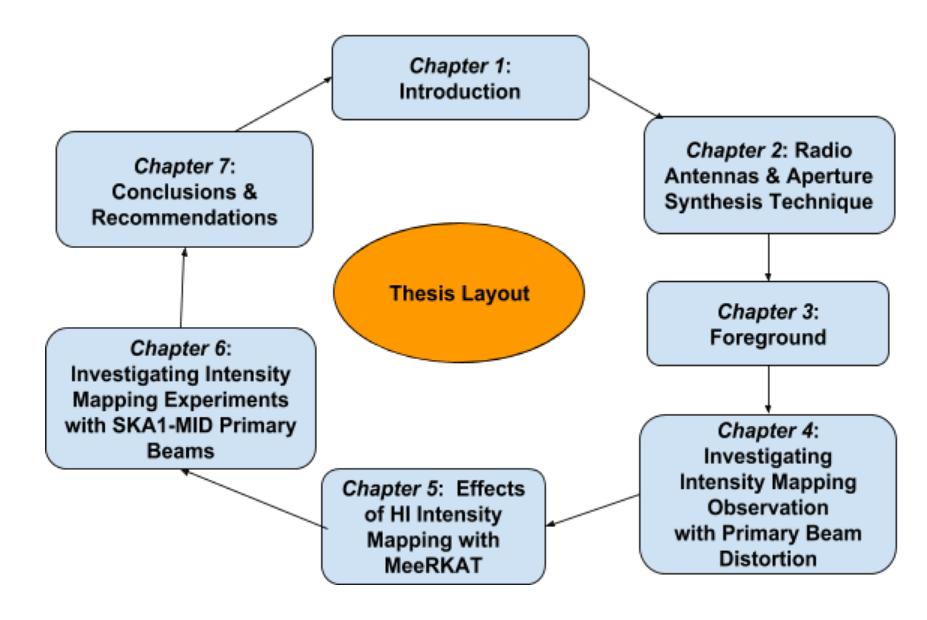 Chapter 1:
Introduction
Chapter 2: Radio
Antennas & Aperture
Synthesis Technique
Chapter 3:
Foreground
Chapter 4:
Investigating
Intensity Mapping
Observation
with Primary Beam
Distortion
Chapter 5:  Effects
of HI Intensity
Mapping with
MeerKAT
Chapter 6:
Investigating Intensity
Mapping Experiments
with SKA1-MID Primary
Beams
Chapter 7:
Conclusions &
Recommendations
Thesis Layout